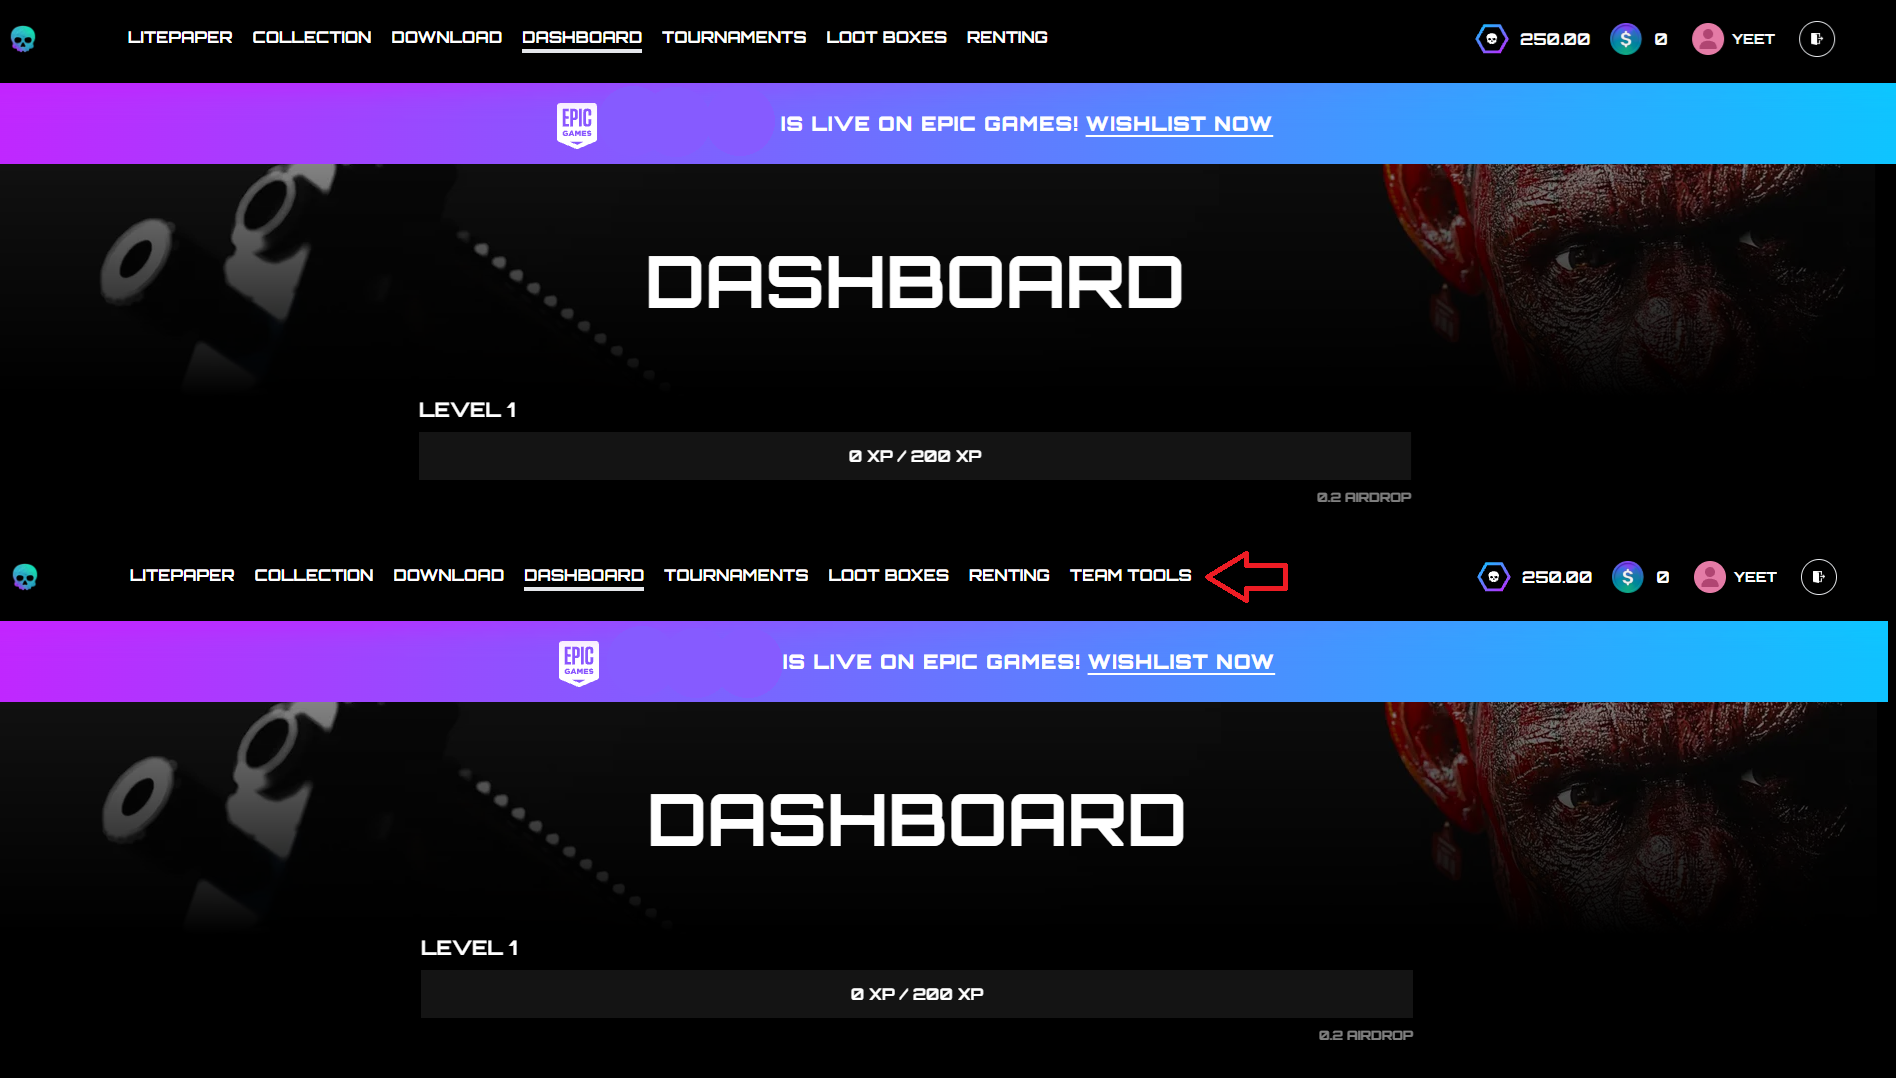 LITEPAPER COLLECTION DOWNLOAD DASHBOARD TOURNAMENTS LOOT BOXES RENTING 250.00 $ 0 YEET
EPIC GAMES IS LIVE ON EPIC GAMES! WISHLIST NOW
DASHBOARD
LEVEL 1
0 XP / 200 XP
0.2 AIRDROP
LITEPAPER COLLECTION DOWNLOAD DASHBOARD TOURNAMENTS LOOT BOXES RENTING TEAM TOOLS 250.00 $ 0 YEET
EPIC GAMES IS LIVE ON EPIC GAMES! WISHLIST NOW
DASHBOARD
LEVEL 1
0 XP / 200 XP
0.2 AIRDROP